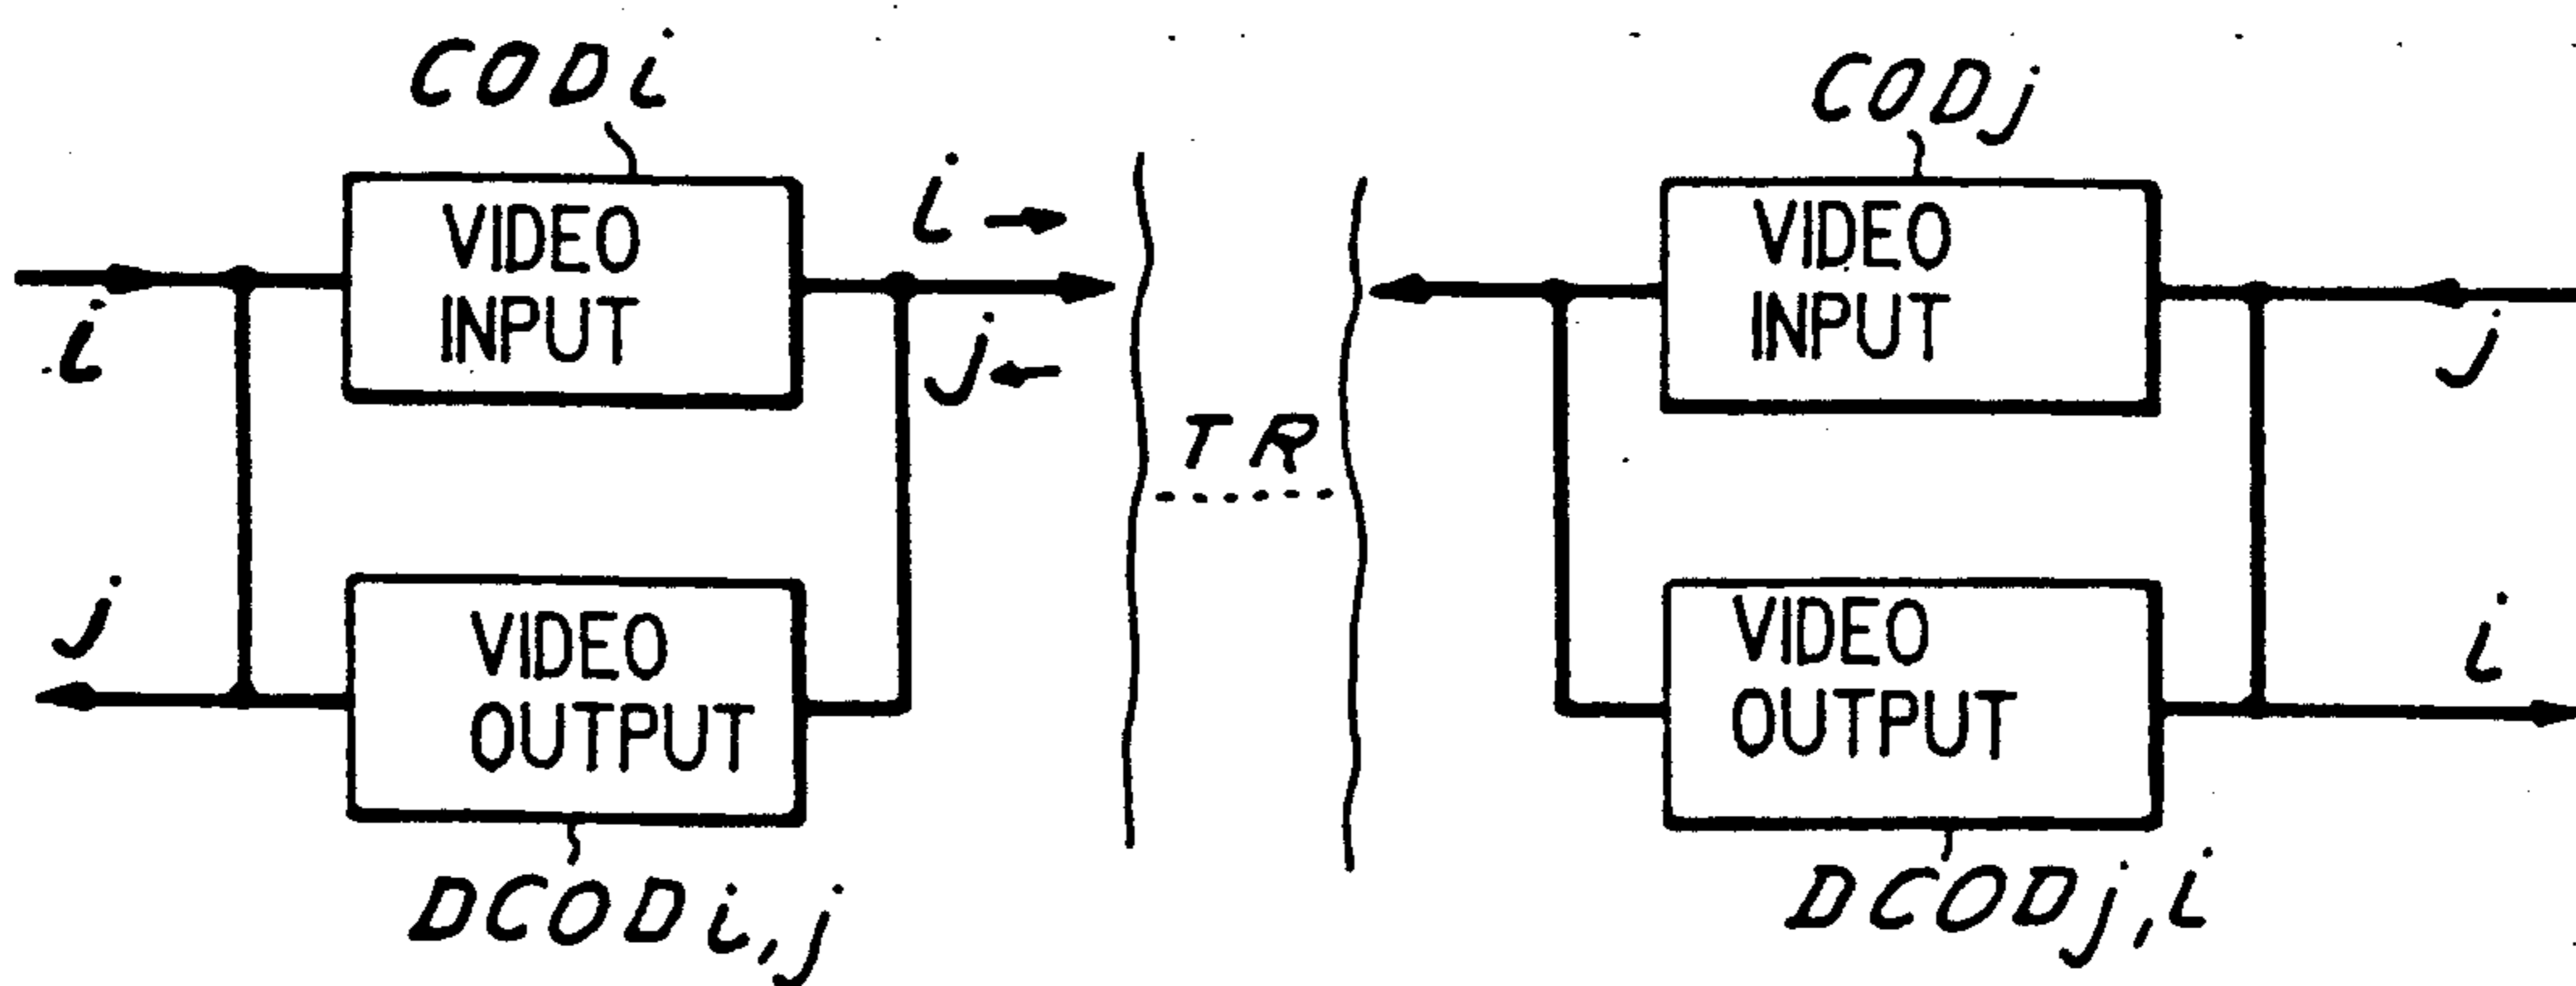 CODi
CODj
VIDEO
INPUT
i
j
i
j
TR
VIDEO
INPUT
j
j
VIDEO
OUTPUT
DCODi,j
VIDEO
OUTPUT
i
DCODj,i